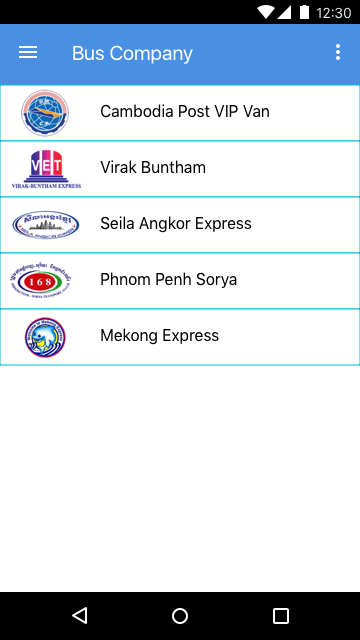 12:30
Bus Company
Cambodia Post VIP Van
VET
VIRAK-BUNTHAM EXPRESS
Virak Buntham
Seila Angkor Express
168
Phnom Penh Sorya
Mekong Express